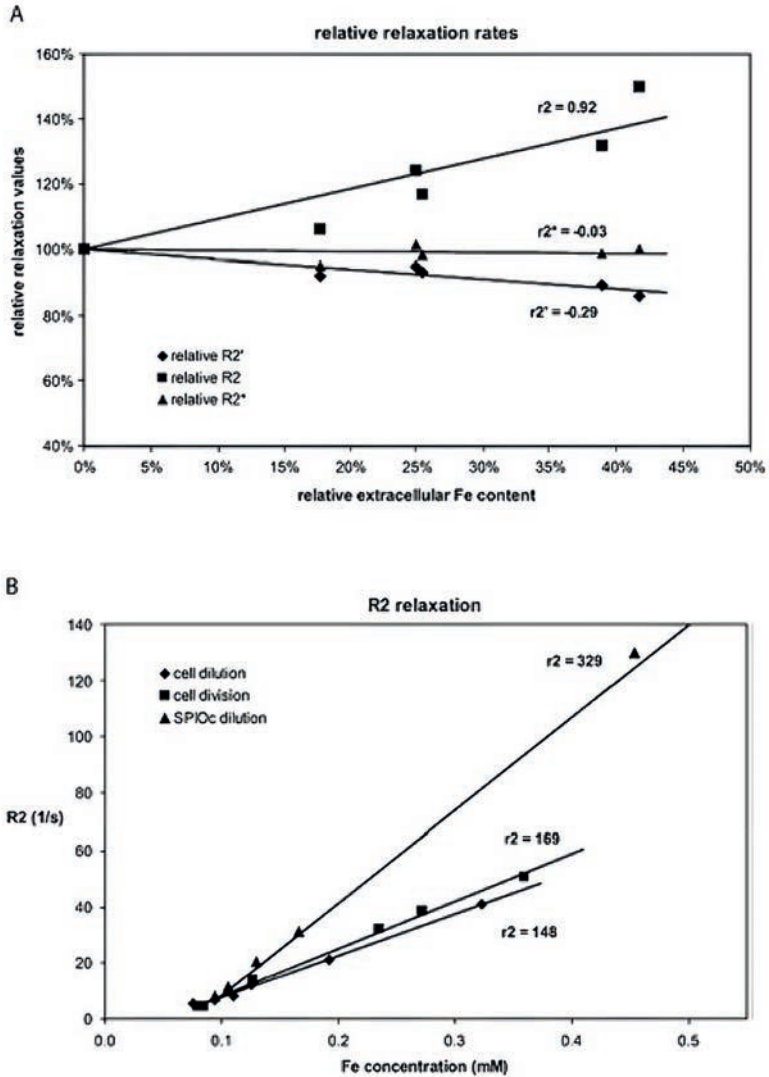 A
relative relaxation rates
160%
140%
120%
100%
80%
60%
40%
relative relaxation values
r2 = 0.92
r2* = -0.03
r2' = -0.29
relative R2'
relative R2
relative R2*
0% 5% 10% 15% 20% 25% 30% 35% 40% 45% 50%
relative extracellular Fe content
B
R2 relaxation
140
120
100
80
60
40
20
0
R2 (1/s)
cell dilution
cell division
SPIOc dilution
r2 = 329
r2 = 169
r2 = 148
0.0 0.1 0.2 0.3 0.4 0.5
Fe concentration (mM)